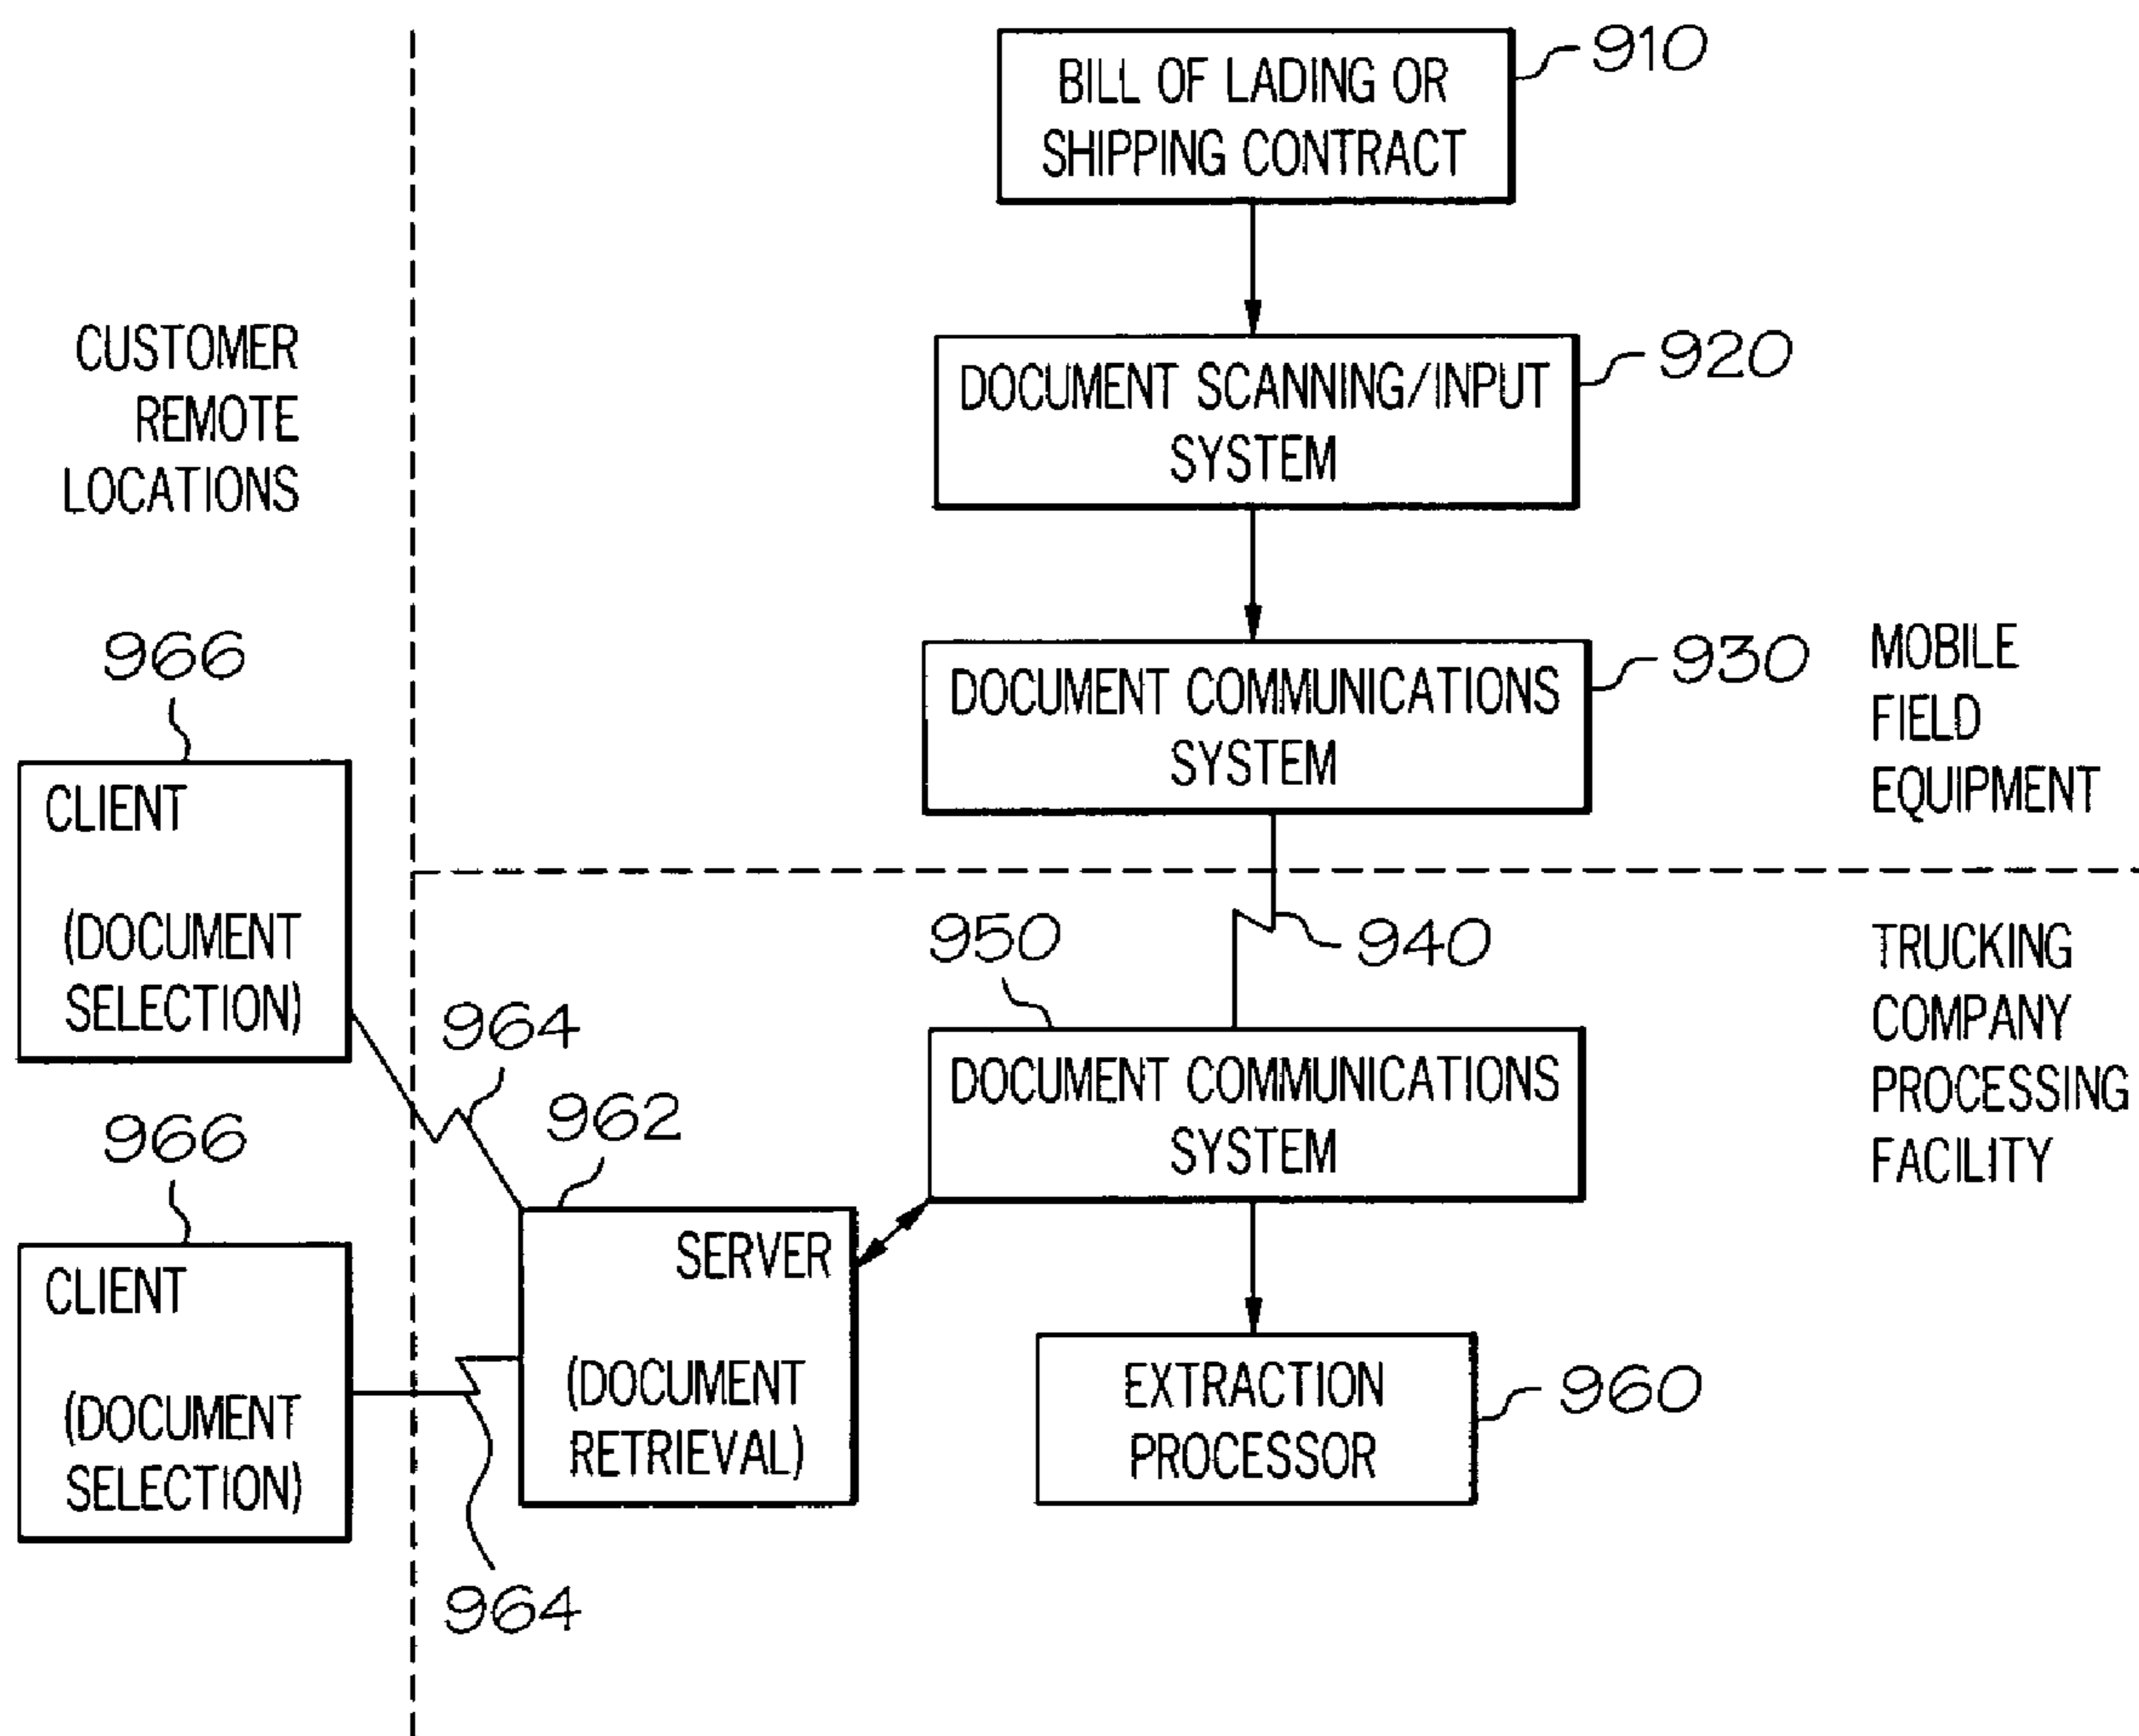 910
BILL OF LADING OR
SHIPPING CONTRACT
920
DOCUMENT SCANNING/INPUT
SYSTEM
CUSTOMER
REMOTE
LOCATIONS
930
DOCUMENT COMMUNICATIONS
SYSTEM
MOBILE
FIELD
EQUIPMENT
966
CLIENT
(DOCUMENT
SELECTION)
940
950
DOCUMENT COMMUNICATIONS
SYSTEM
TRUCKING
COMPANY
PROCESSING
FACILITY
964
962
SERVER
(DOCUMENT
RETRIEVAL)
966
CLIENT
(DOCUMENT
SELECTION)
964
EXTRACTION
PROCESSOR
960